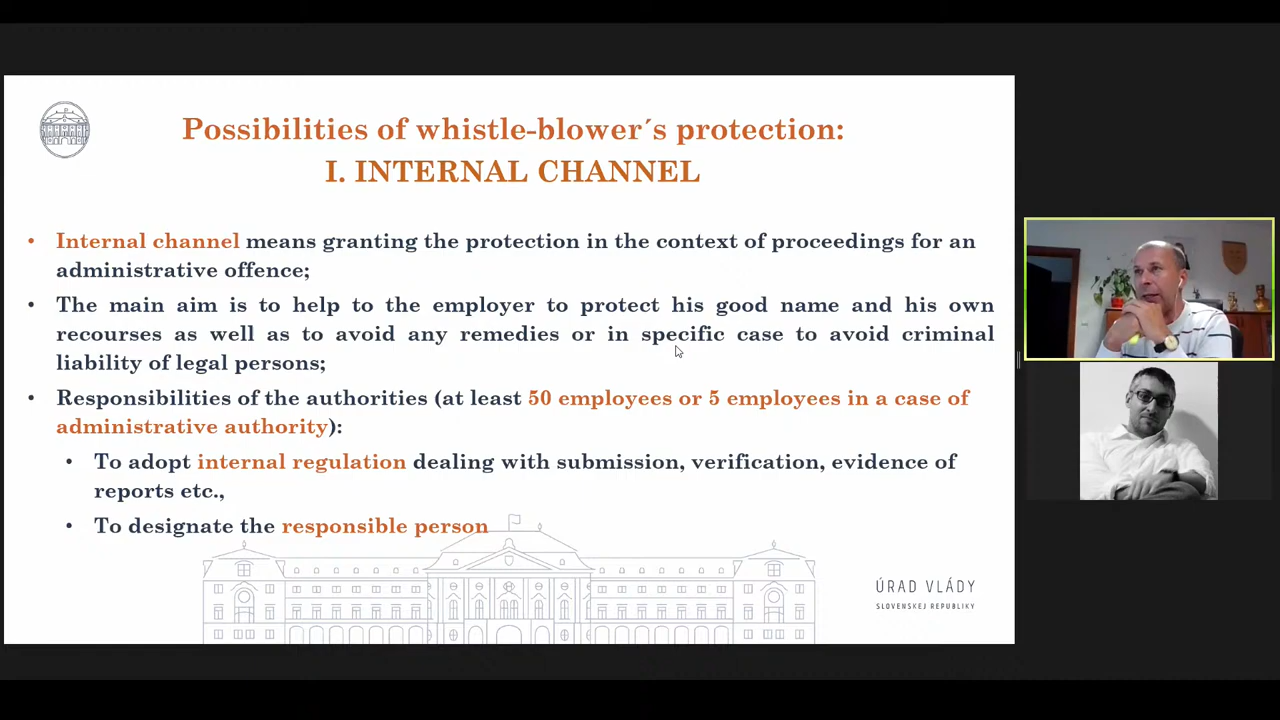 Possibilities of whistle-blower´s protection:
I. INTERNAL CHANNEL
• Internal channel means granting the protection in the context of proceedings for an
administrative offence;
• The main aim is to help to the employer to protect his good name and his own
recourses as well as to avoid any remedies or in specific case to avoid criminal
liability of legal persons;
• Responsibilities of the authorities (at least 50 employees or 5 employees in a case of
administrative authority):
• To adopt internal regulation dealing with submission, verification, evidence of
reports etc.,
• To designate the responsible person
ÚRAD VLÁDY
SLOVENSKEJ REPUBLIKY